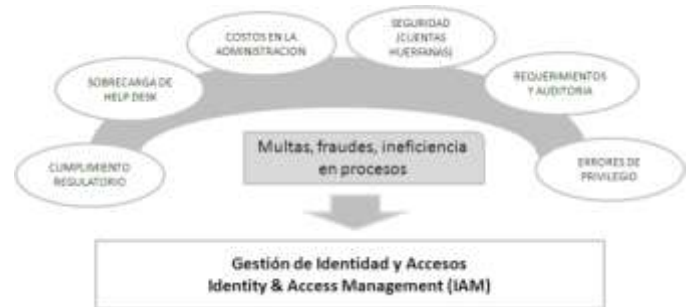 COSTOS EN LA
ADMINISTRACION
SEGURIDAD
(CUENTAS
HUERFANAS)
SOBRECARGA DE
HELP DESK
REQUERIMIENTOS
Y AUDITORIA
CUMPLIMIENTO
REGULATORIO
Multas, fraudes, ineficiencia
en procesos
ERRORES DE
PRIVILEGIO
Gestión de Identidad y Accesos
Identity & Access Management (IAM)